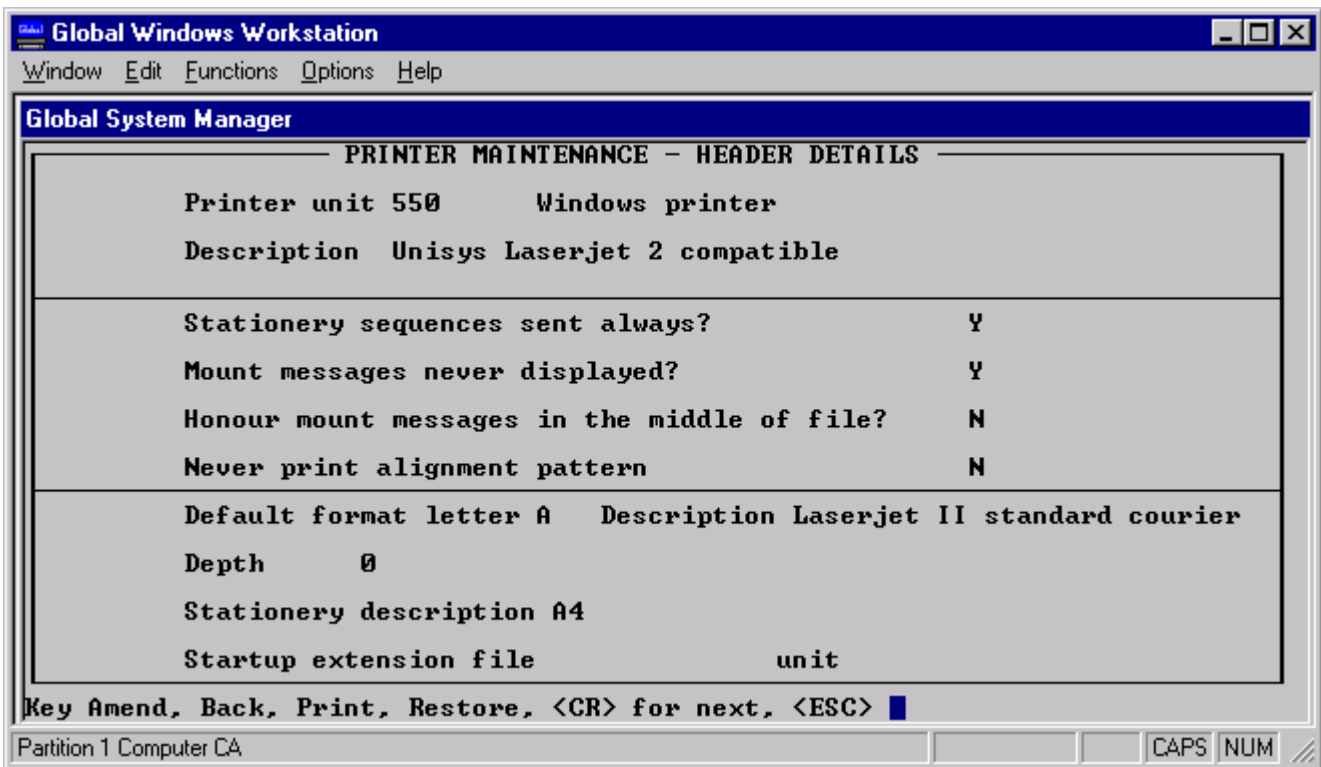 Global Windows Workstation
Window Edit Functions Options Help
Global System Manager
PRINTER MAINTENANCE - HEADER DETAILS
Printer unit 550 Windows printer
Description Unisys Laserjet 2 compatible
Stationery sequences sent always? Y
Mount messages never displayed? Y
Honour mount messages in the middle of file? N
Never print alignment pattern N
Default format letter A Description Laserjet II standard courier
Depth 0
Stationery description A4
Startup extension file unit
Key Amend, Back, Print, Restore, <CR> for next, <ESC>
Partition 1 Computer CA CAPS NUM